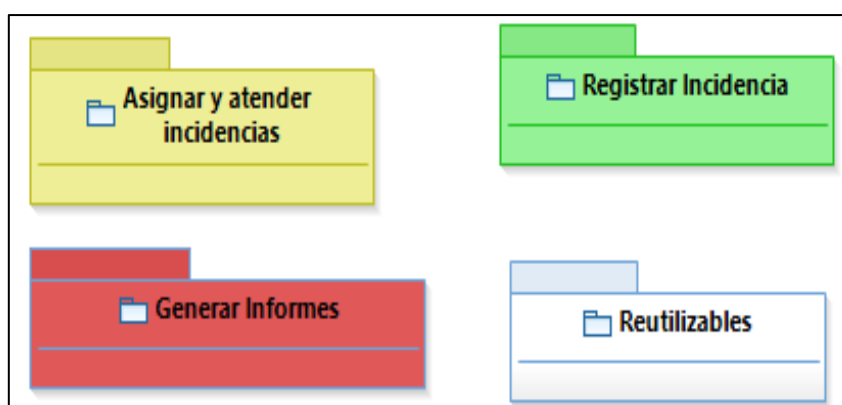 Asignar y atender
incidencias
Registrar Incidencia
Generar Informes
Reutilizables